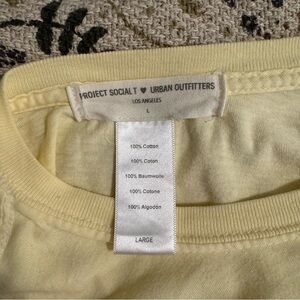 PROJECT SOCIAL T ♥ URBAN OUTFITTERS
LOS ANGELES
L
100% Cotton
100% Coton
100% Baumwolle
100% Cotone
100% Algodón
LARGE